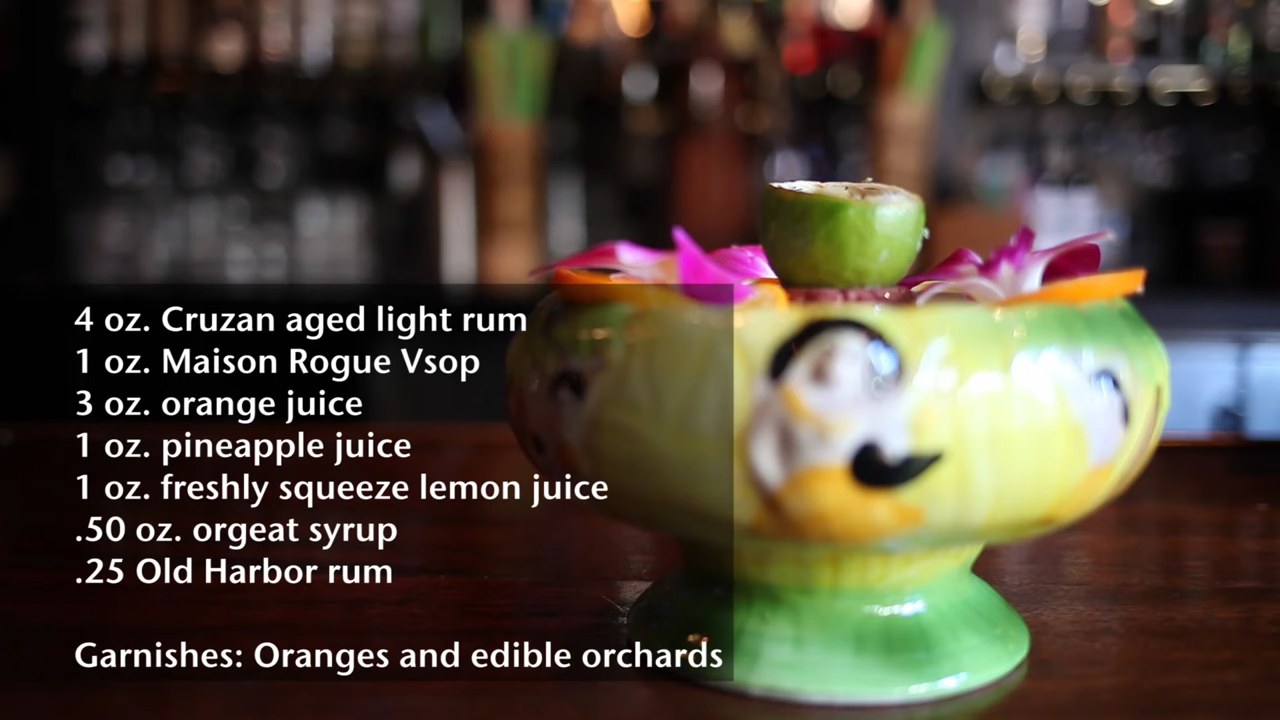 4 oz. Cruzan aged light rum
1 oz. Maison Rogue Vsop
3 oz. orange juice
1 oz. pineapple juice
1 oz. freshly squeeze lemon juice
.50 oz. orgeat syrup
.25 Old Harbor rum
Garnishes: Oranges and edible orchards